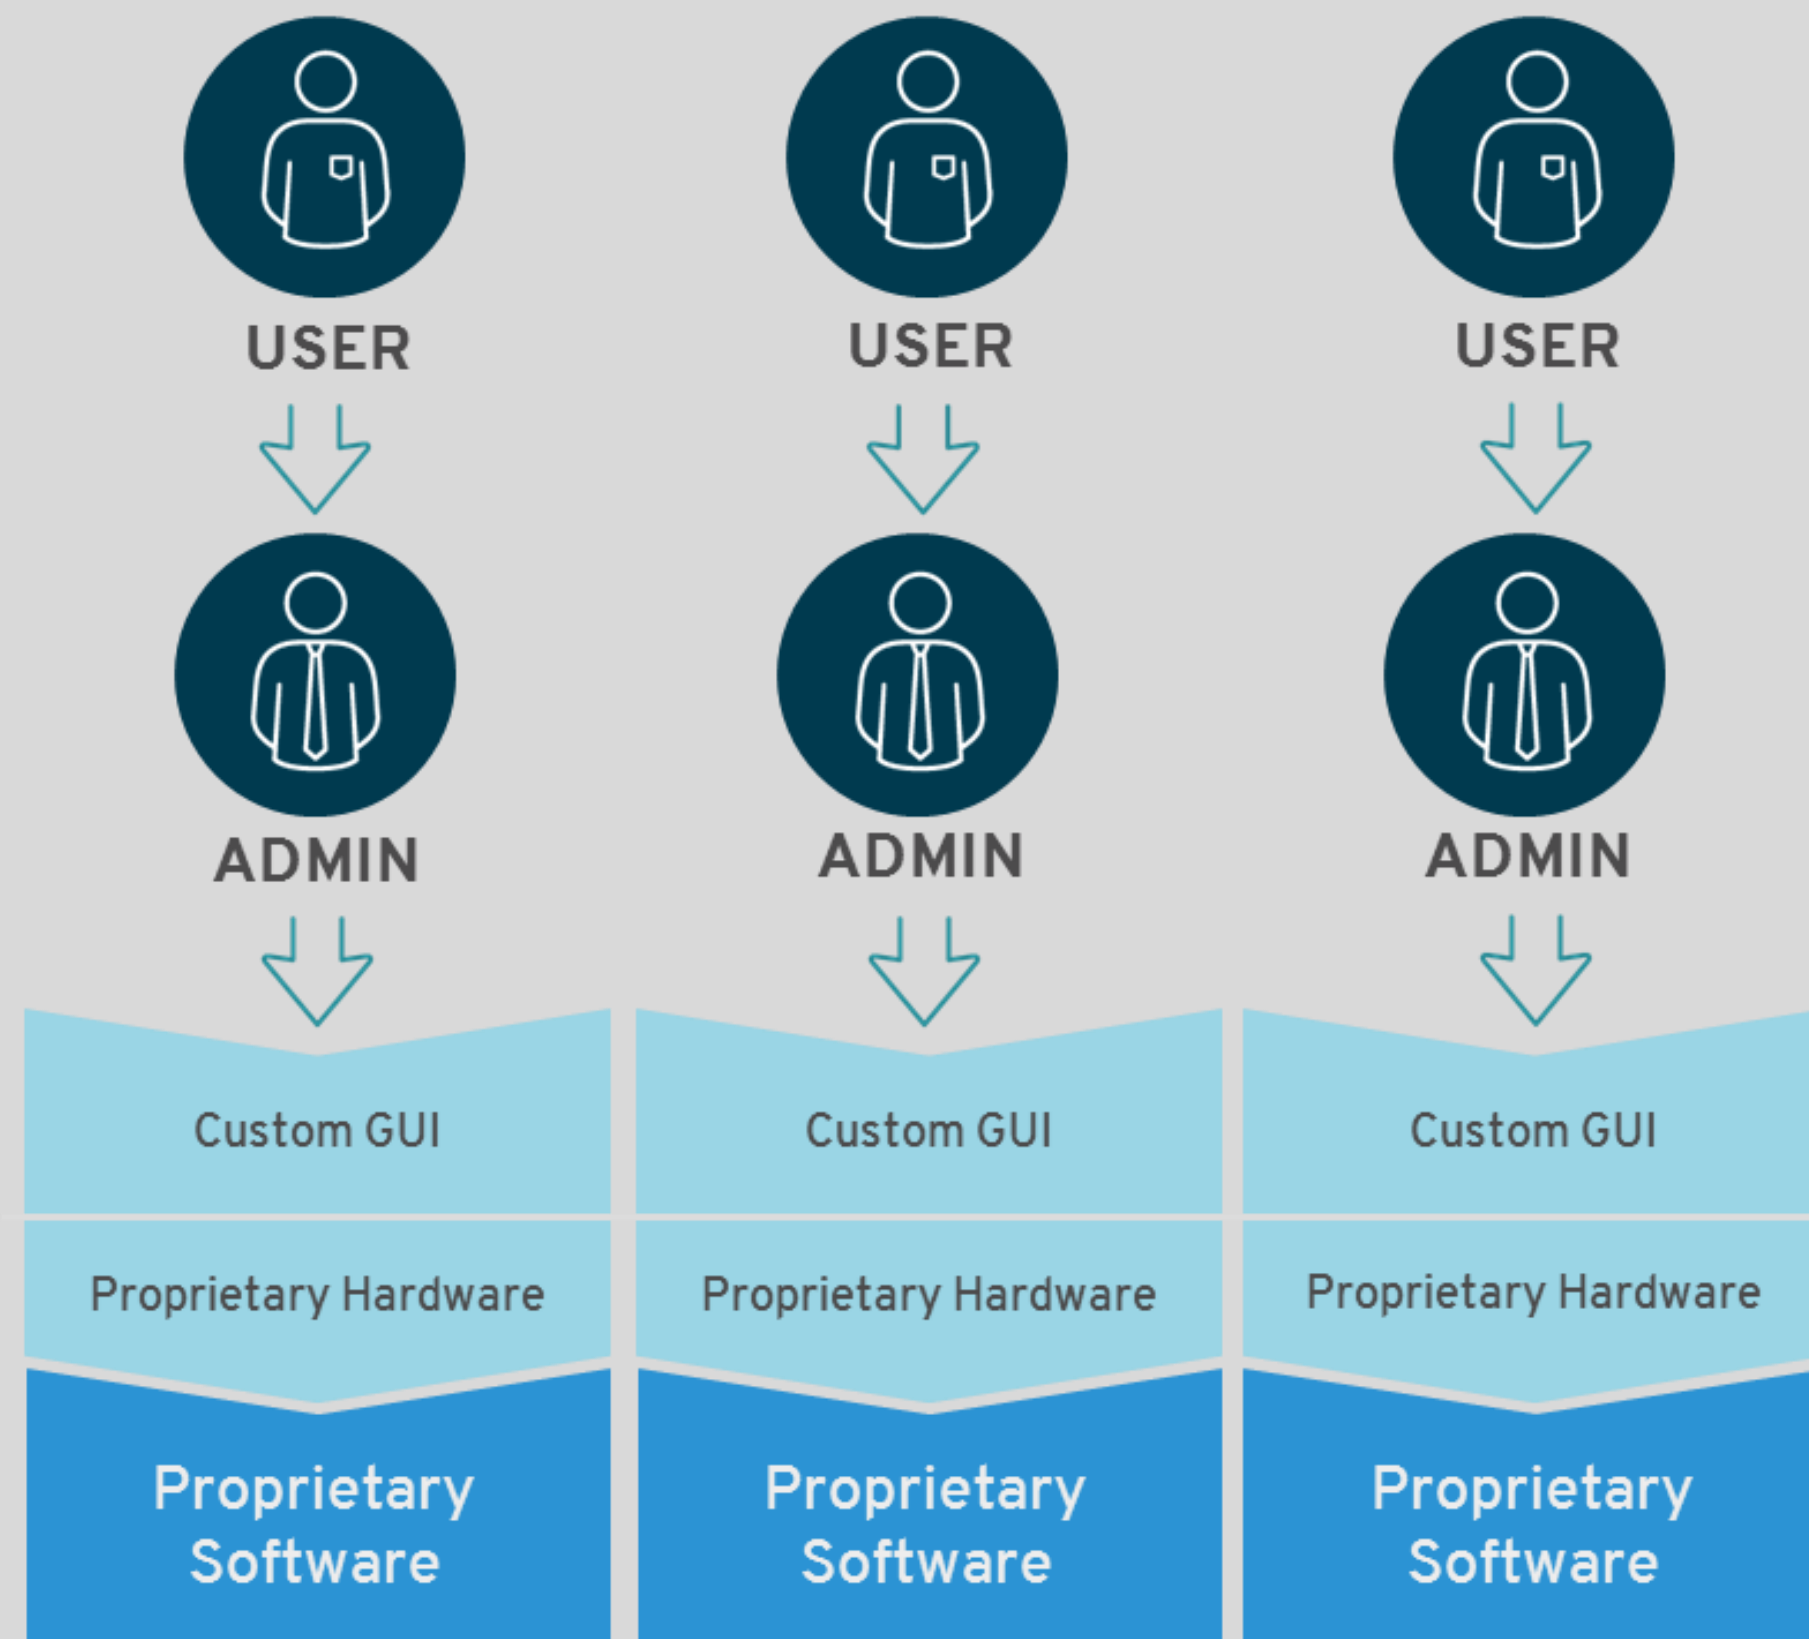 USER
USER
USER
ADMIN
ADMIN
ADMIN
Custom GUI
Custom GUI
Custom GUI
Proprietary Hardware
Proprietary Hardware
Proprietary Hardware
Proprietary
Software
Proprietary
Software
Proprietary
Software